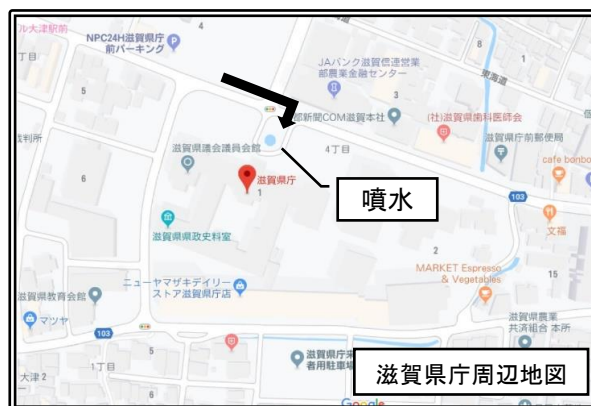 ル大津駅前
NPC24H滋賀県庁
前パーキング
4
丁目
1
8
JAバンク滋賀信連営業
部農業金融センター
東海道
3
都新聞COM滋賀本社
(社)滋賀県歯科医師会
裁判所
滋賀県議会議員会館
4丁目
滋賀県庁前郵便局
cafe bonbo
6
滋賀県庁
1
噴水
103
文福
滋賀県県政史料室
2
MARKET Espresso
& Vegetables
15
ニューヤマザキデイリー
ストア滋賀県庁店
滋賀県教育会館
マツヤ
103
滋賀県農業
共済組合 本所
5
5
1丁目
大津 2
滋賀県庁来
者用駐車場
滋賀県庁周辺地図
Google